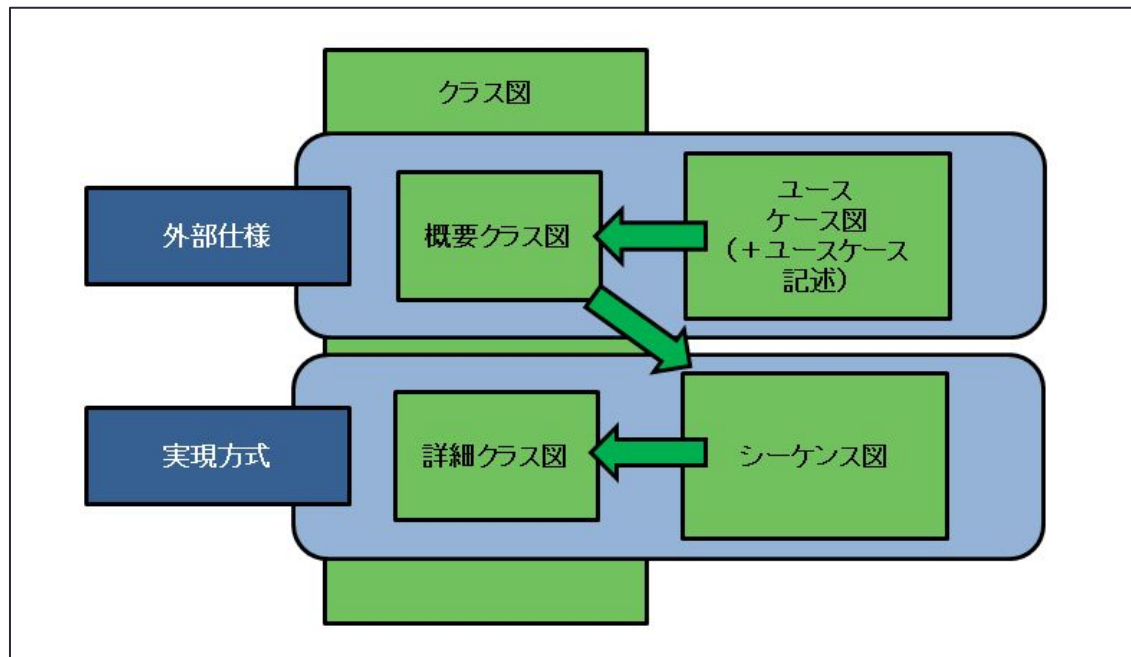 クラス図
外部仕様
概要クラス図
ユース
ケース図
(+ユースケース
記述)
実現方式
詳細クラス図
シーケンス図